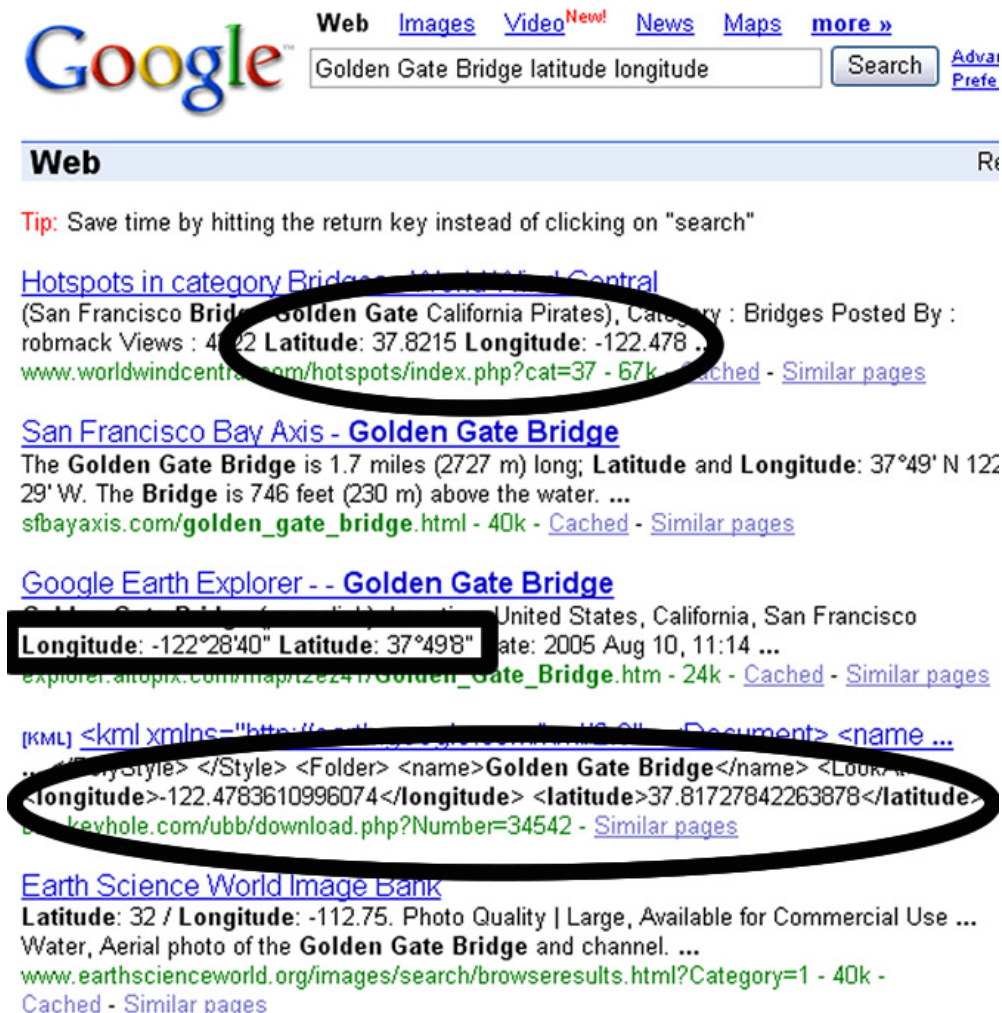 Google™
Web Images Video New! News Maps more »
Golden Gate Bridge latitude longitude Search
Web
Tip: Save time by hitting the return key instead of clicking on "search"
Hotspots in category
(San Francisco Golden Gate California Pirates), : Bridges Posted By :
robmack Views : Latitude: 37.8215 Longitude: -122.478 ...
/hotspots/index.php?cat=37 - 67k - Cached - Similar pages
San Francisco Bay Axis - Golden Gate Bridge
The Golden Gate Bridge is 1.7 miles (2727 m) long; Latitude and Longitude: 37°49' N 122
29' W. The Bridge is 746 feet (230 m) above the water. ...
sfbayaxis.com/golden_gate_bridge.html - 40k - Cached - Similar pages
Google Earth Explorer - - Golden Gate Bridge
United States, California, San Francisco
Longitude: -122°28'40" Latitude: 37°49'8" ate: 2005 Aug 10, 11:14 ...
Golden_Gate_Bridge.htm - 24k - Cached - Similar pages
[KML] <kml <name ...
</Style> <Folder> <name>Golden Gate Bridge</name>
<longitude>-122.4783610996074</longitude> <latitude>37.81727842263878</latitude>
keyhole.com/ubb/download.php?Number=34542 - Similar pages
Earth Science World Image Bank
Latitude: 32 / Longitude: -112.75. Photo Quality | Large, Available for Commercial Use ...
Water, Aerial photo of the Golden Gate Bridge and channel. ...
www.earthscienceworld.org/images/search/browseresults.html?Category=1 - 40k -
Cached - Similar pages